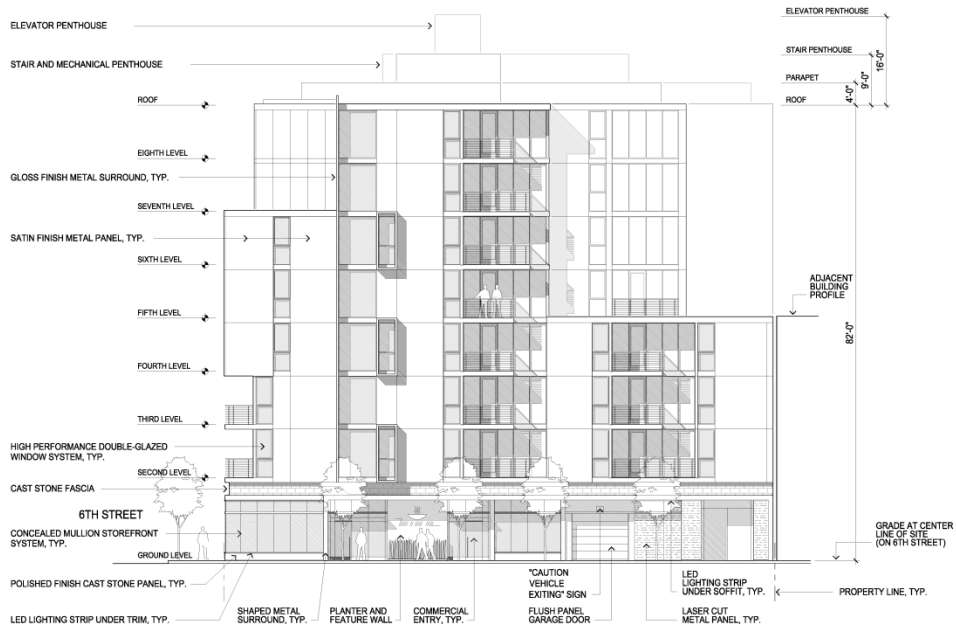 ELEVATOR PENTHOUSE
STAIR AND MECHANICAL PENTHOUSE
ROOF
EIGHTH LEVEL
GLOSS FINISH METAL SURROUND, TYP.
SEVENTH LEVEL
SATIN FINISH METAL PANEL, TYP.
SIXTH LEVEL
FIFTH LEVEL
FOURTH LEVEL
THIRD LEVEL
HIGH PERFORMANCE DOUBLE-GLAZED
WINDOW SYSTEM, TYP.
SECOND LEVEL
CAST STONE FASCIA
6TH STREET
CONCEALED MULLION STOREFRONT
SYSTEM, TYP.
GROUND LEVEL
POLISHED FINISH CAST STONE PANEL, TYP.
LED LIGHTING STRIP UNDER TRIM, TYP.
SHAPED METAL
SURROUND, TYP.
PLANTER AND
FEATURE WALL
COMMERCIAL
ENTRY, TYP.
"CAUTION
VEHICLE
EXITING" SIGN
FLUSH PANEL
GARAGE DOOR
LED
LIGHTING STRIP
UNDER SOFFIT, TYP.
LASER CUT
METAL PANEL, TYP.
PROPERTY LINE, TYP.
GRADE AT CENTER
LINE OF SITE
(ON 6TH STREET)
ADJACENT
BUILDING
PROFILE
ELEVATOR PENTHOUSE
STAIR PENTHOUSE
PARAPET
ROOF
4'-0"
9'-0"
16'-0"
82'-0"